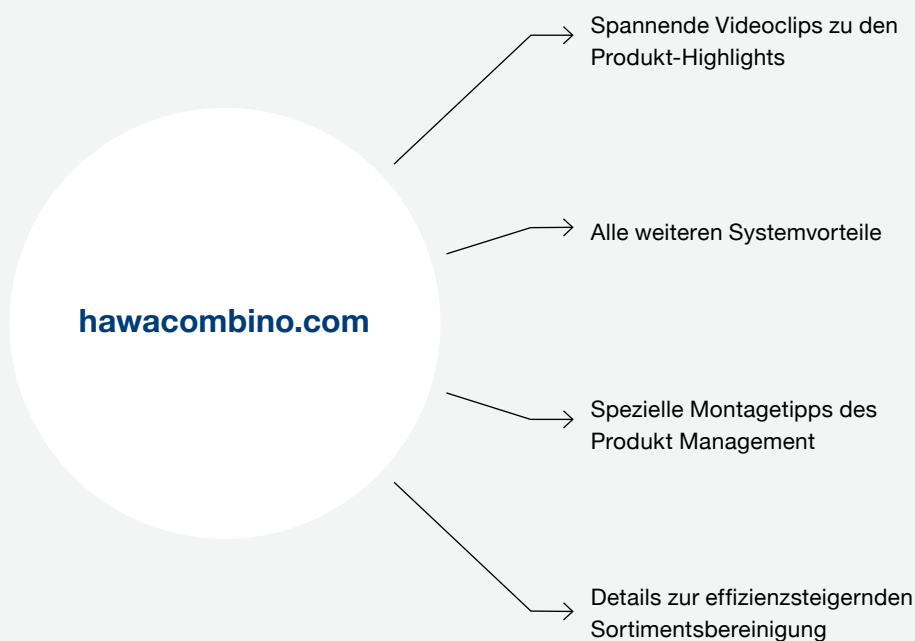 Spannende Videoclips zu den
Produkt-Highlights
Alle weiteren Systemvorteile
hawacombino.com
Spezielle Montagetipps des
Produkt Management
Details zur effizienzsteigernden
Sortimentsbereinigung